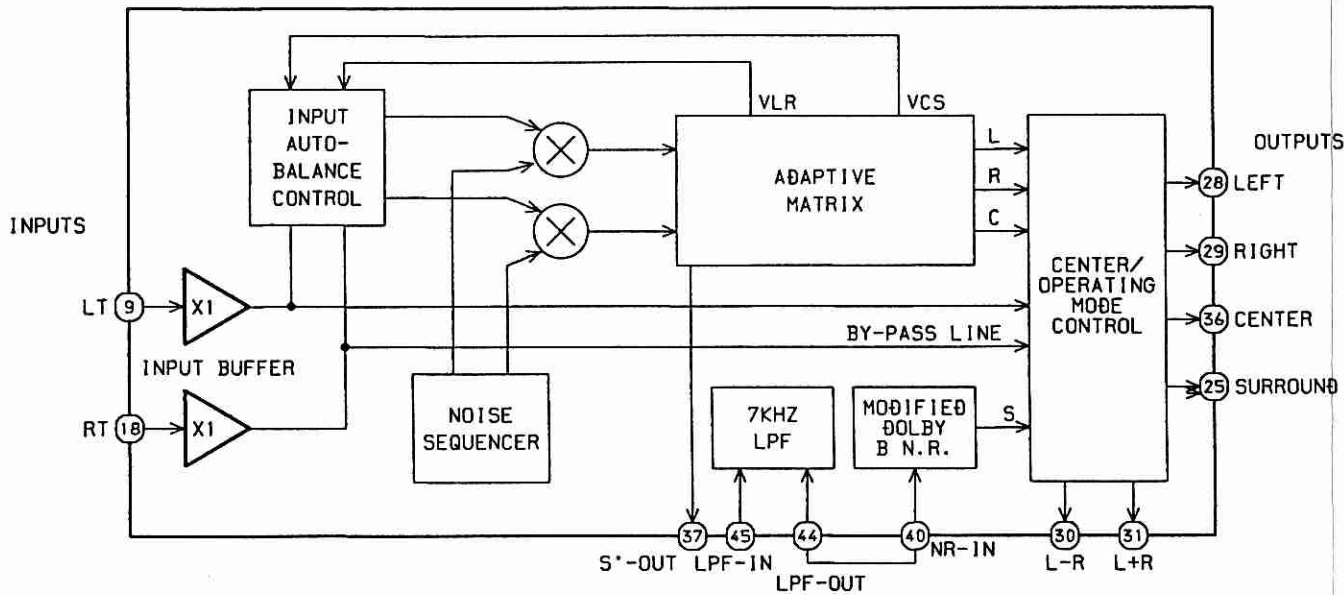 VLR
VCS
INPUT
AUTO-
BALANCE
CONTROL
ADAPTIVE
MATRIX
L
R
C
OUTPUTS
28 LEFT
29 RIGHT
36 CENTER
25 SURROUND
INPUTS
LT 9
X1
INPUT BUFFER
RT 18
X1
BY-PASS LINE
CENTER/
OPERATING
MODE
CONTROL
NOISE
SEQUENCER
7KHZ
LPF
MODIFIED
DOLBY
B N.R.
S
37
45
44
40
30
31
S'-OUT
LPF-IN
LPF-OUT
NR-IN
L-R
L+R